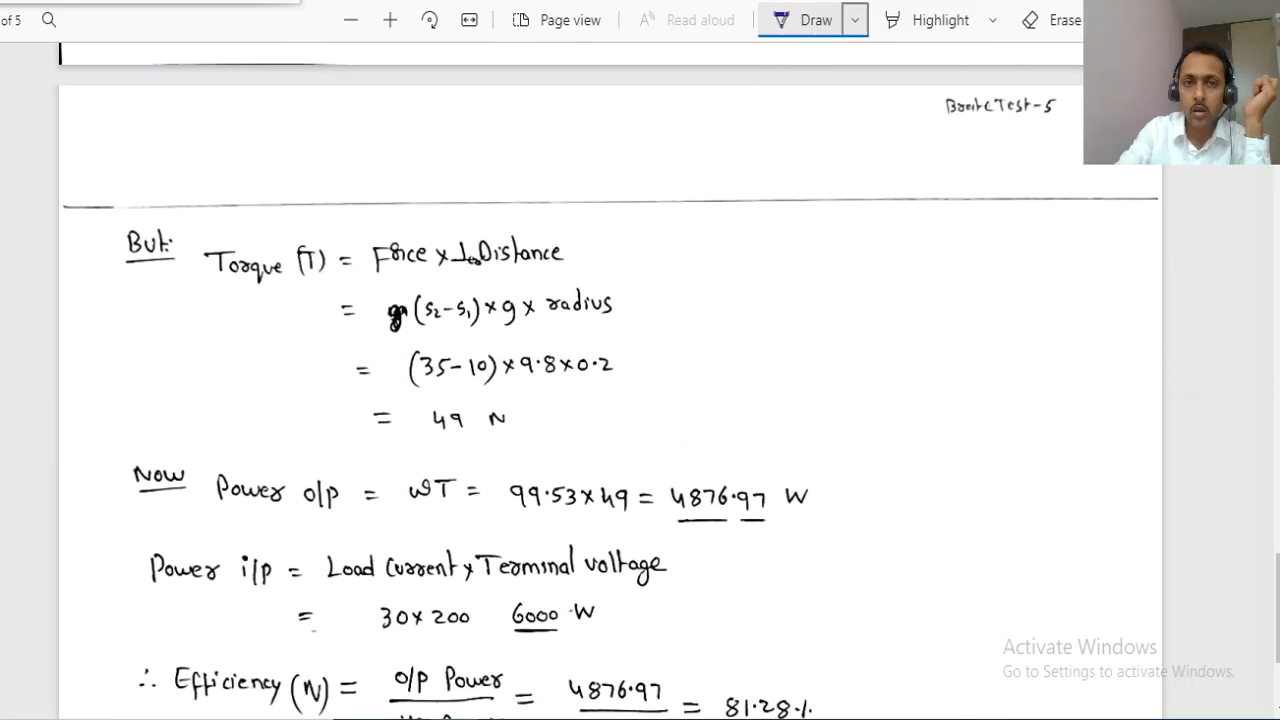 of 5
Page view
Read aloud
Draw
Highlight
Erase
Break Test-5
But:
Torque (T) = Force × ⊥ Distance
= (S₂-S₁) × g × radius
= (35-10) × 9.8 × 0.2
= 49 N
Now Power o/p = ωT = 99.53 × 49 = 4876.97 W
Power i/p = Load Current × Terminal voltage
= 30 × 200 6000 W
∴ Efficiency (η) = o/p Power = 4876.97 = 81.28%
Activate Windows
Go to Settings to activate Windows.